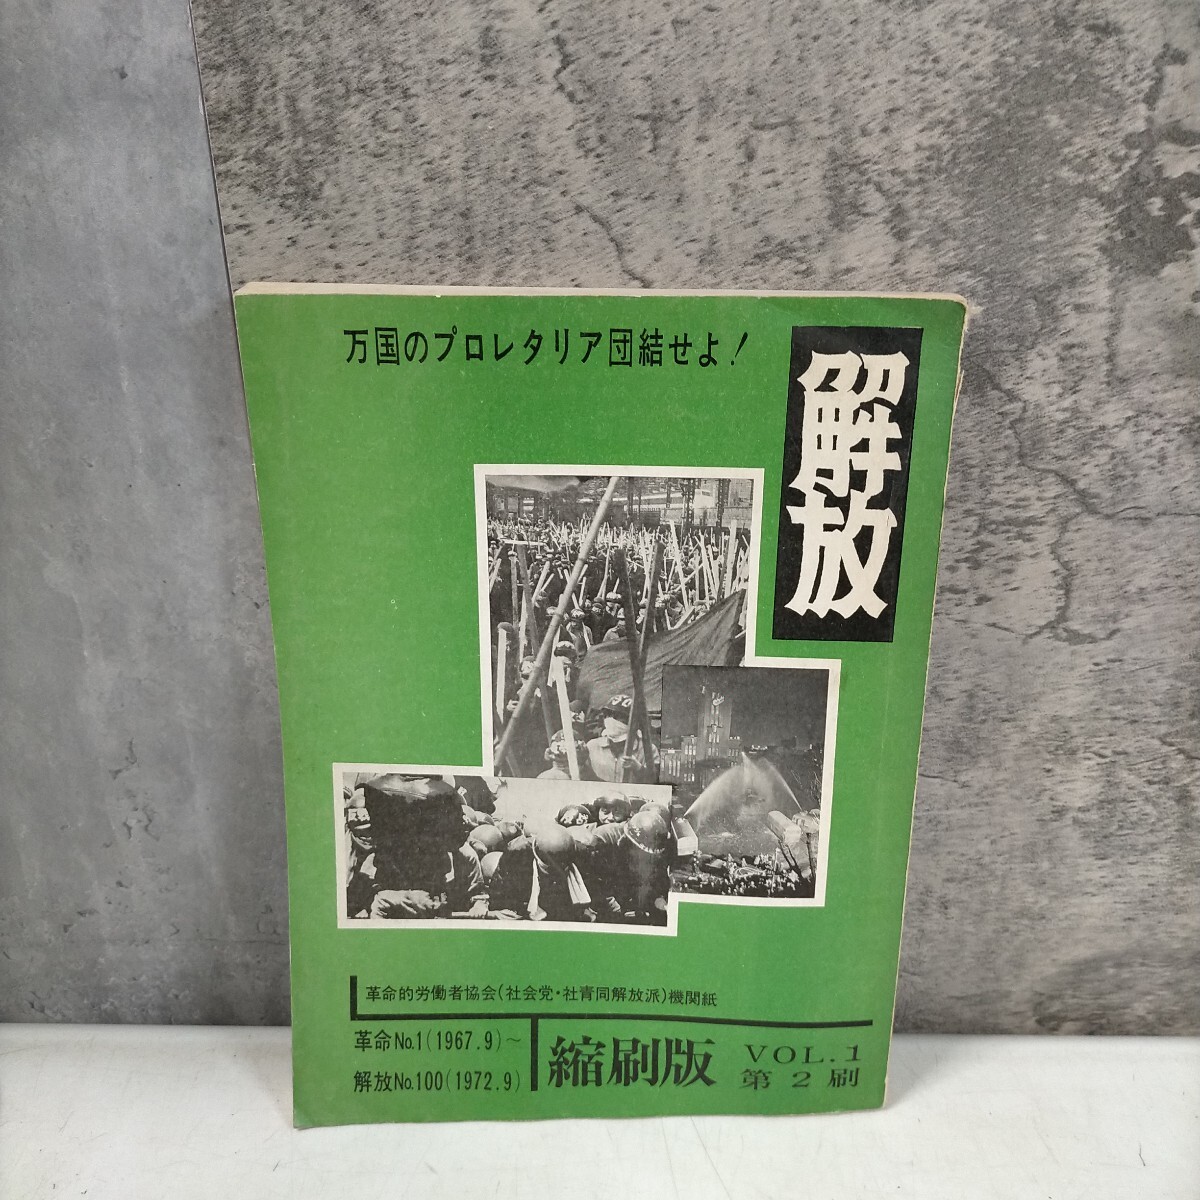 万国のプロレタリア団結せよ!
解放
革命的労働者協会(社会党・社青同解放派)機関紙
革命No.1(1967.9)~
解放No.100(1972.9)
縮刷版
VOL.1
第2刷